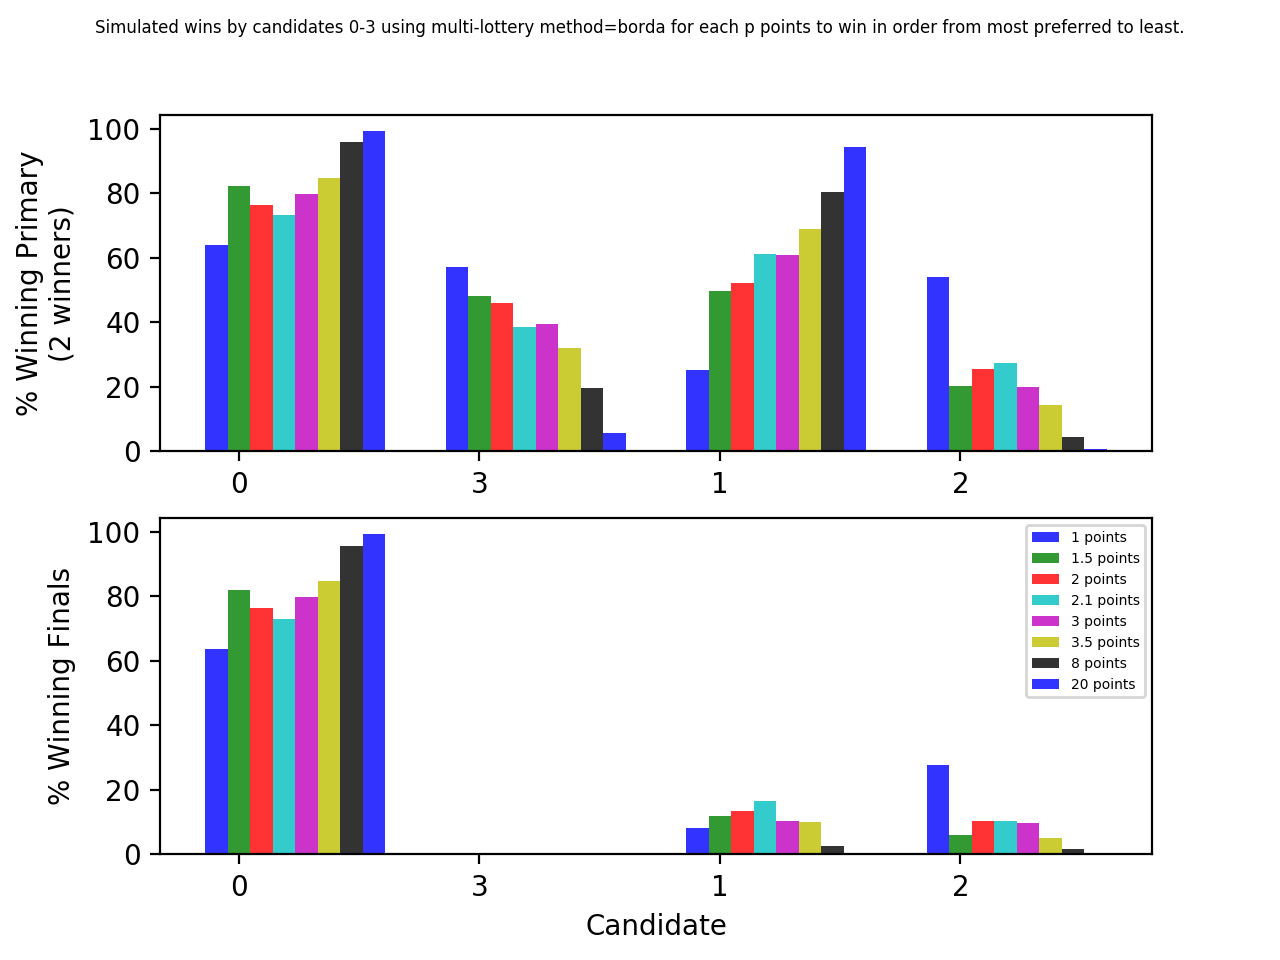 Simulated wins by candidates 0-3 using multi-lottery method=borda for each p points to win in order from most preferred to least.
% Winning Primary
(2 winners)
100
80
60
40
20
0
0 3 1 2
% Winning Finals
100
80
60
40
20
0
1 points
1.5 points
2 points
2.1 points
3 points
3.5 points
8 points
20 points
0 3 1 2
Candidate